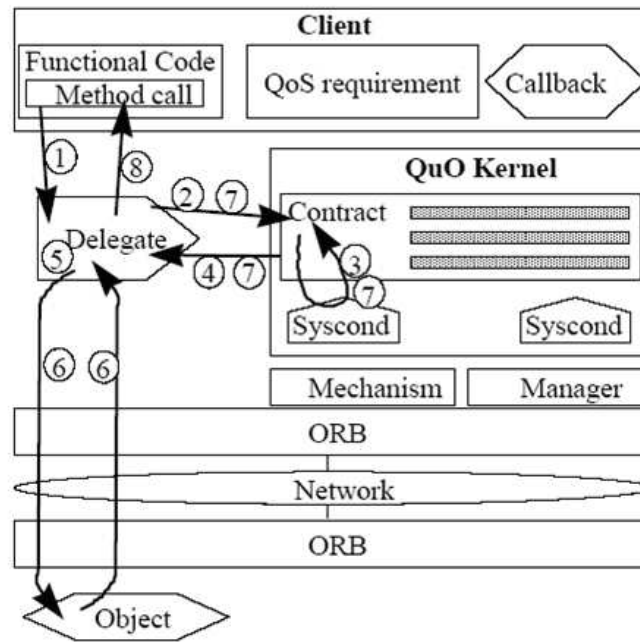 Client
Functional Code
Method call
QoS requirement
Callback
1
8
QuO Kernel
2 7
Contract
Delegate
5
4 7
3
7
Syscond
Syscond
6 6
Mechanism
Manager
ORB
Network
ORB
Object